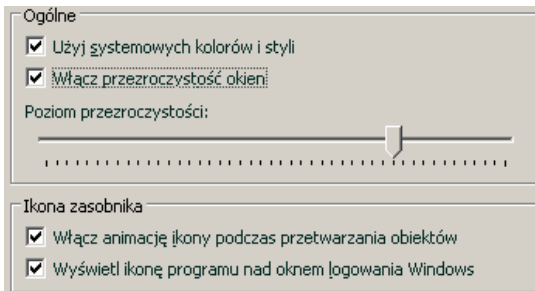 Ogólne
Użyj systemowych kolorów i styli
Włącz przezroczystość okien
Poziom przezroczystości:
Ikona zasobnika
Włącz animację ikony podczas przetwarzania obiektów
Wyświetl ikonę programu nad oknem logowania Windows